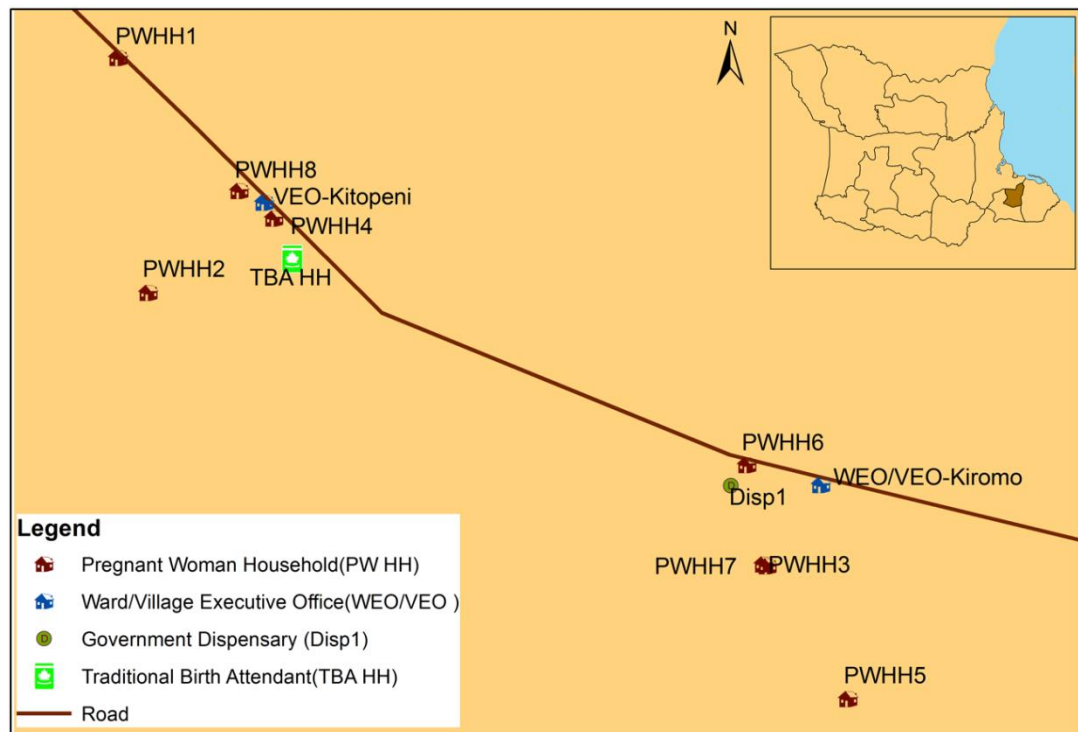 PWHH1
N
PWHH8
VEO-Kitopeni
PWHH4
PWHH2
TBA HH
PWHH6
WEO/VEO-Kiromo
Disp1
PWHH7
PWHH3
PWHH5
Legend
Pregnant Woman Household(PW HH)
Ward/Village Executive Office(WEO/VEO )
D
Government Dispensary (Disp1)
Traditional Birth Attendant(TBA HH)
Road